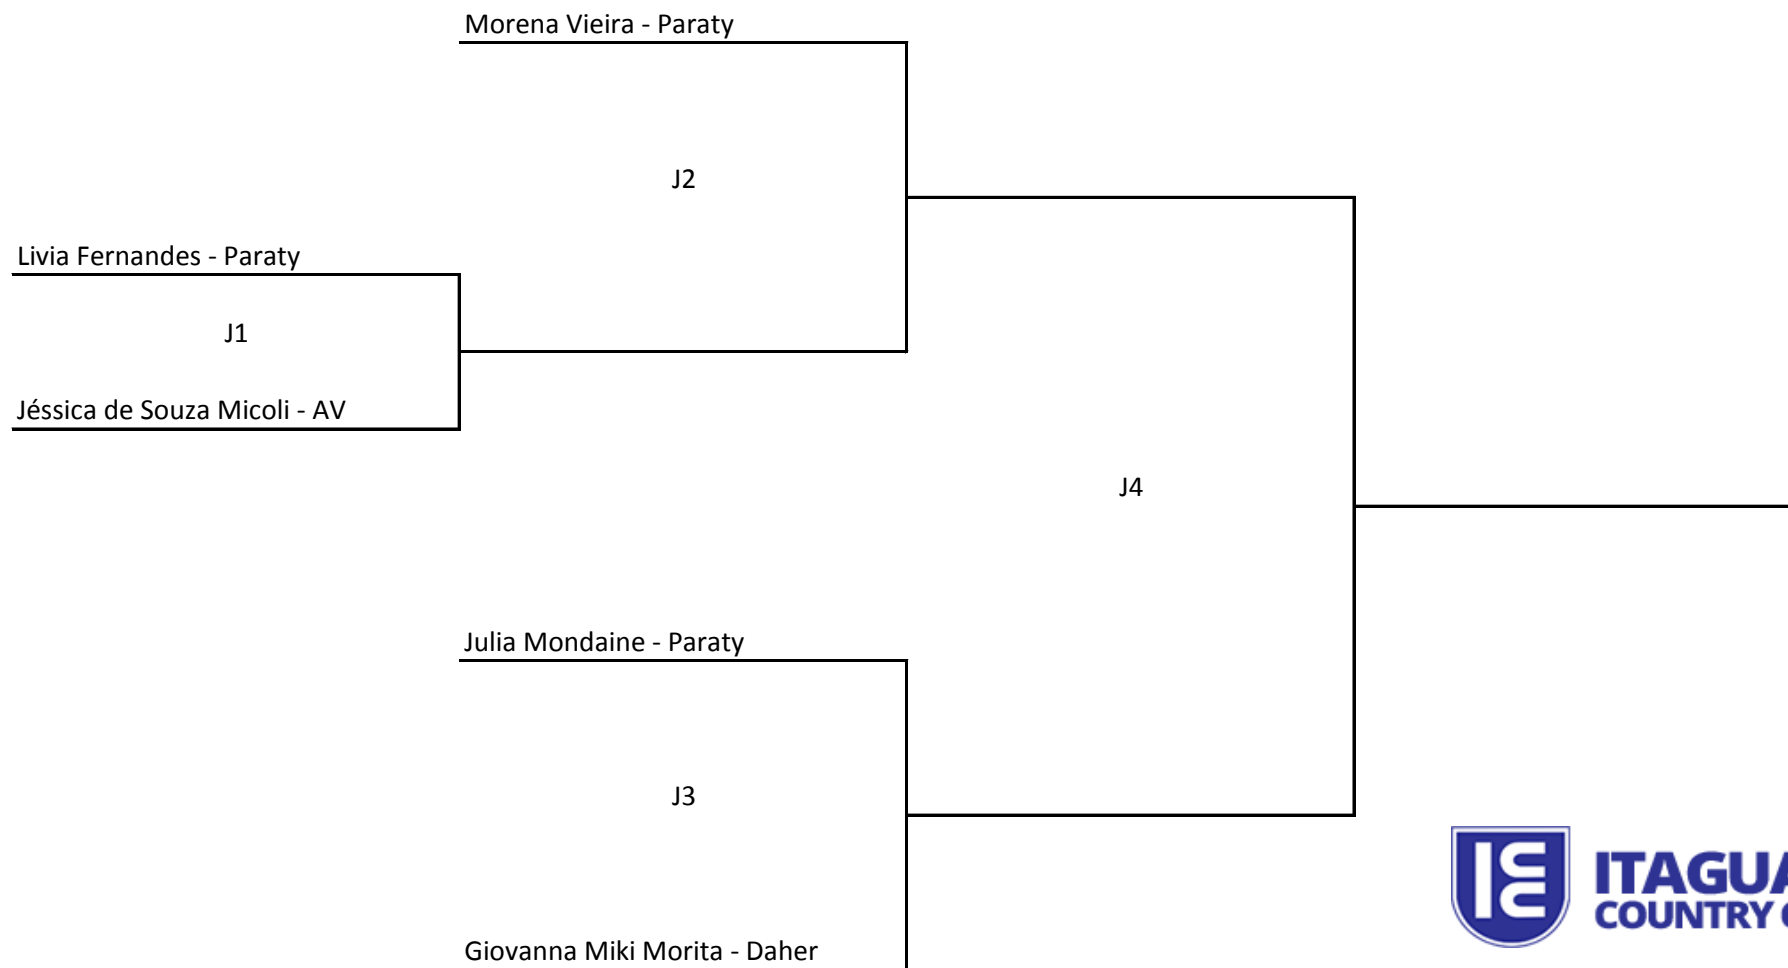 Morena Vieira - Paraty
J2
Livia Fernandes - Paraty
J1
Jéssica de Souza Micoli - AV
J4
Julia Mondaine - Paraty
J3
Giovanna Miki Morita - Daher
COUNTRY